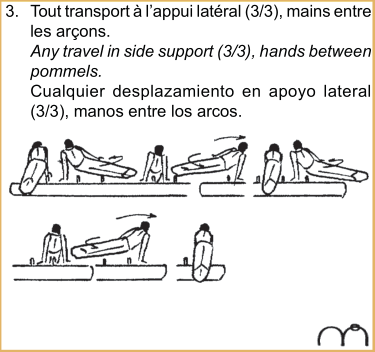 3. Tout transport à l'appui latéral (3/3), mains entre
les arçons.
Any travel in side support (3/3), hands between
pommels.
Cualquier desplazamiento en apoyo lateral
(3/3), manos entre los arcos.